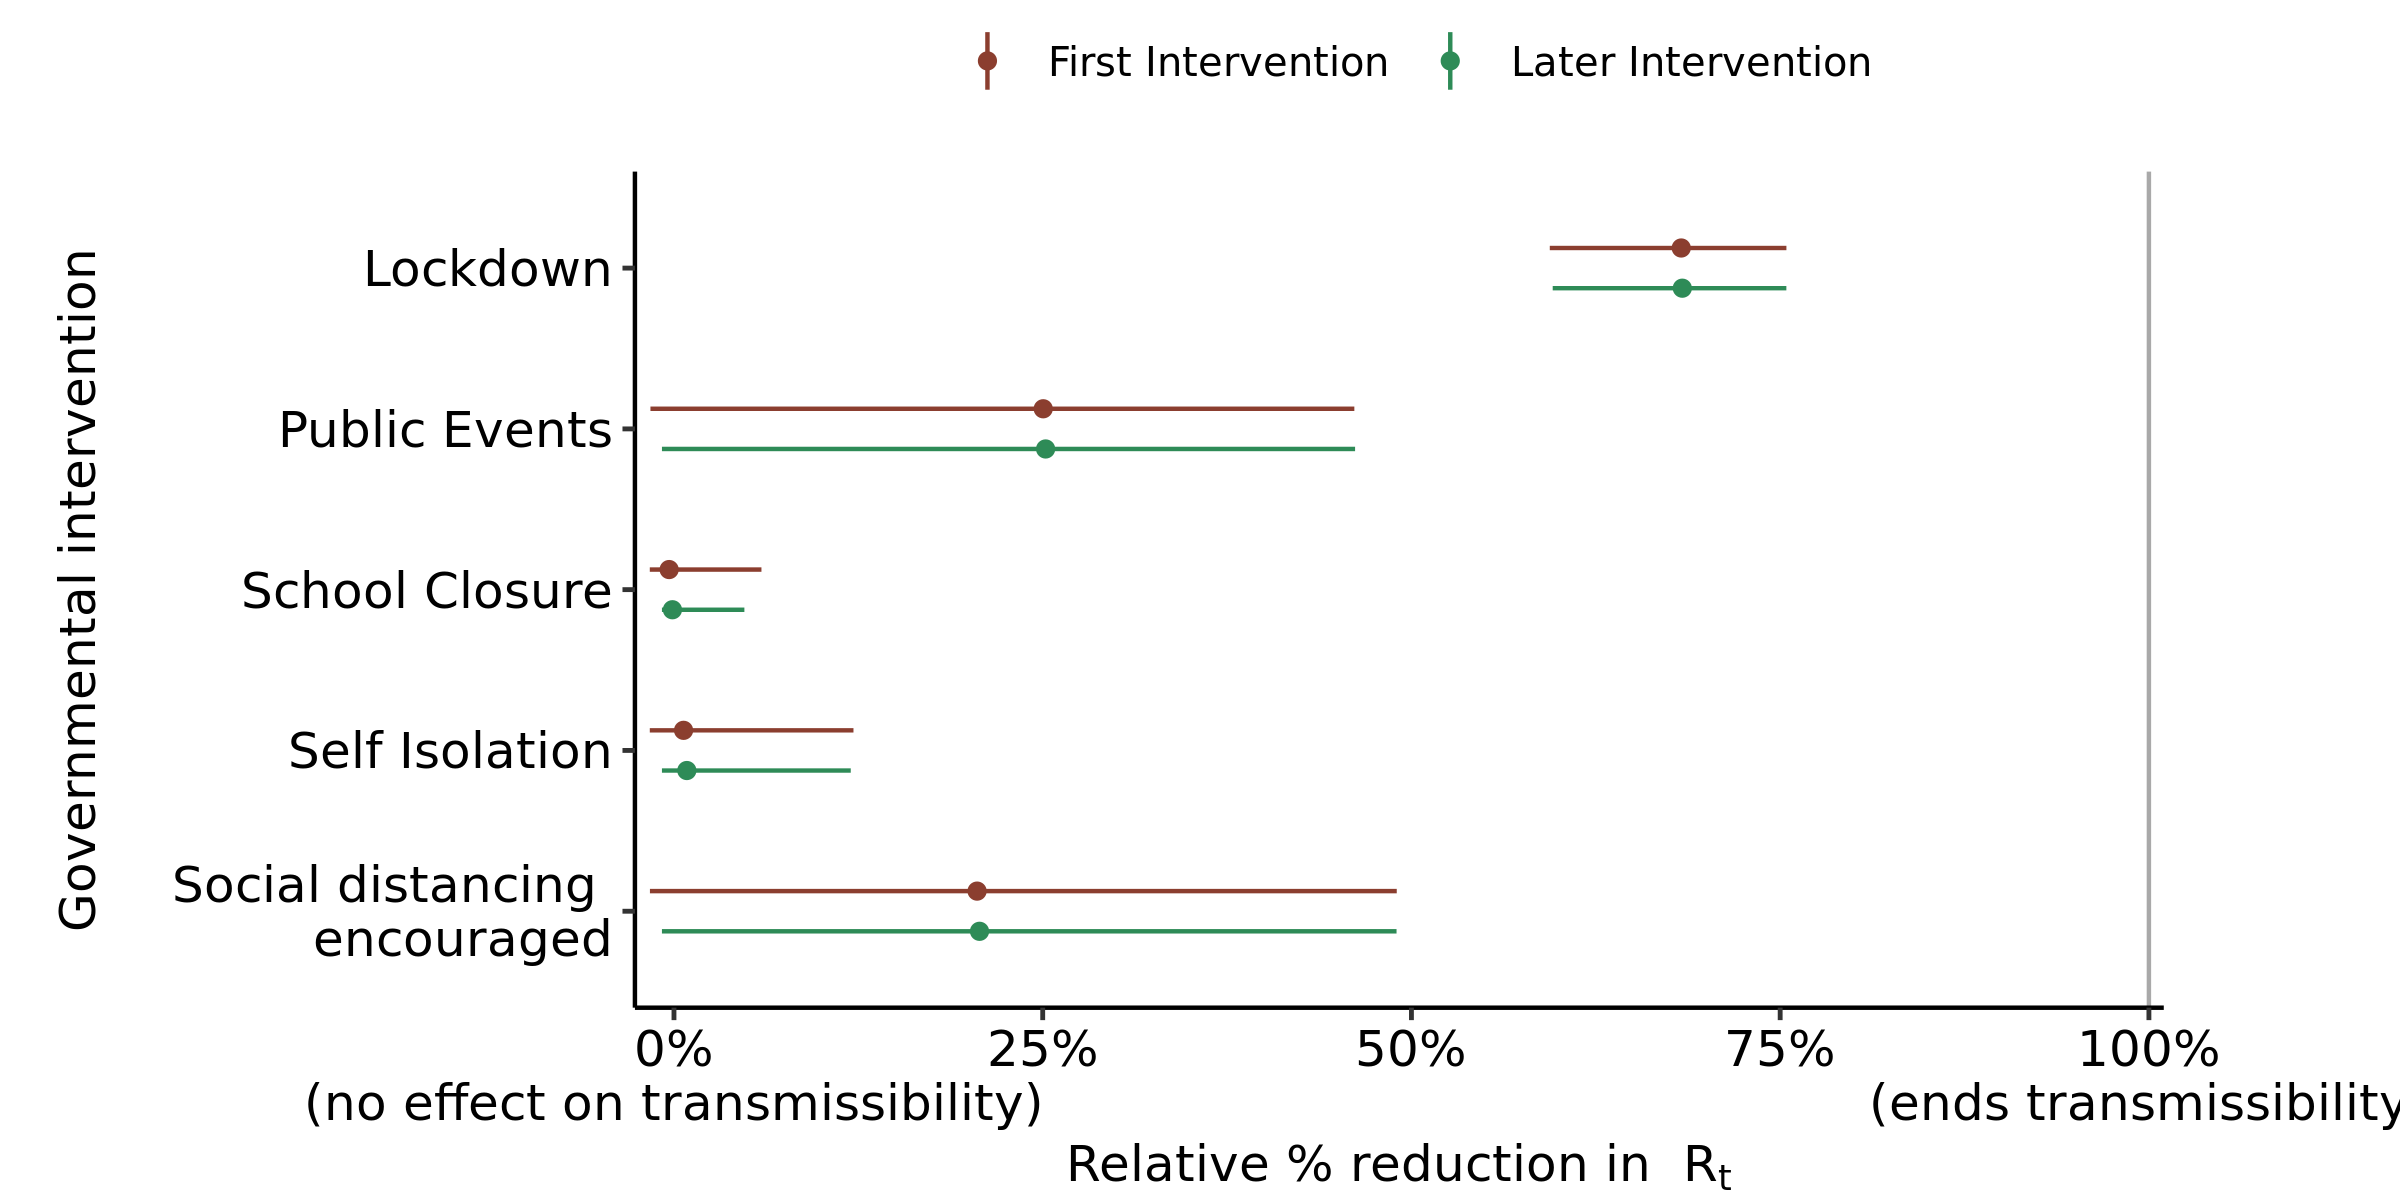 First Intervention Later Intervention
Governmental intervention
Lockdown
Public Events
School Closure
Self Isolation
Social distancing
encouraged
0% 25% 50% 75% 100%
(no effect on transmissibility) (ends transmissibility
Relative % reduction in Rt